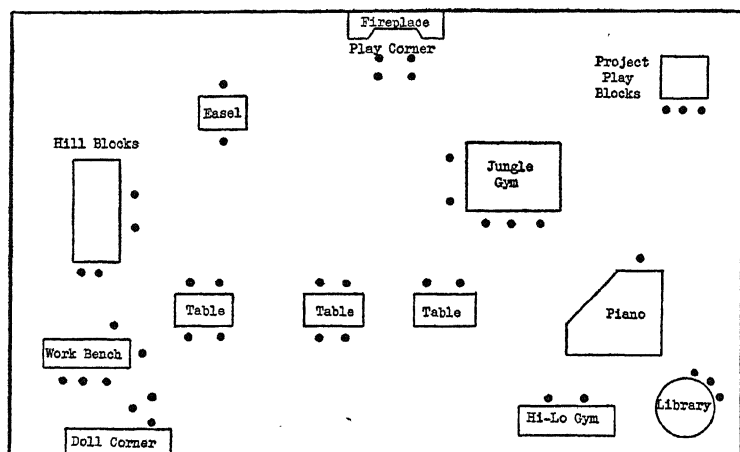 Fireplace
Play Corner
Project
Play
Blocks
Easel
Hill Blocks
Jungle
Gym
Table
Table
Table
Piano
Work Bench
Library
Hi-Lo Gym
Doll Corner